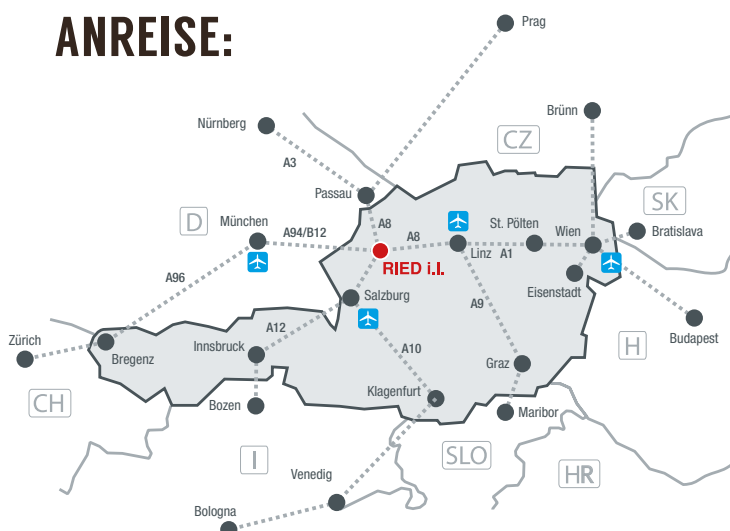 ANREISE:
Prag
Brünn
Nürnberg
CZ
A3
SK
Passau
D
München
A94/B12
A8
A8
St. Pölten
Wien
Bratislava
Linz
A1
RIED i.I.
A96
Eisenstadt
Salzburg
A9
Zürich
A12
Budapest
Bregenz
Innsbruck
A10
H
Graz
CH
Bozen
Klagenfurt
Maribor
I
SLO
Venedig
HR
Bologna